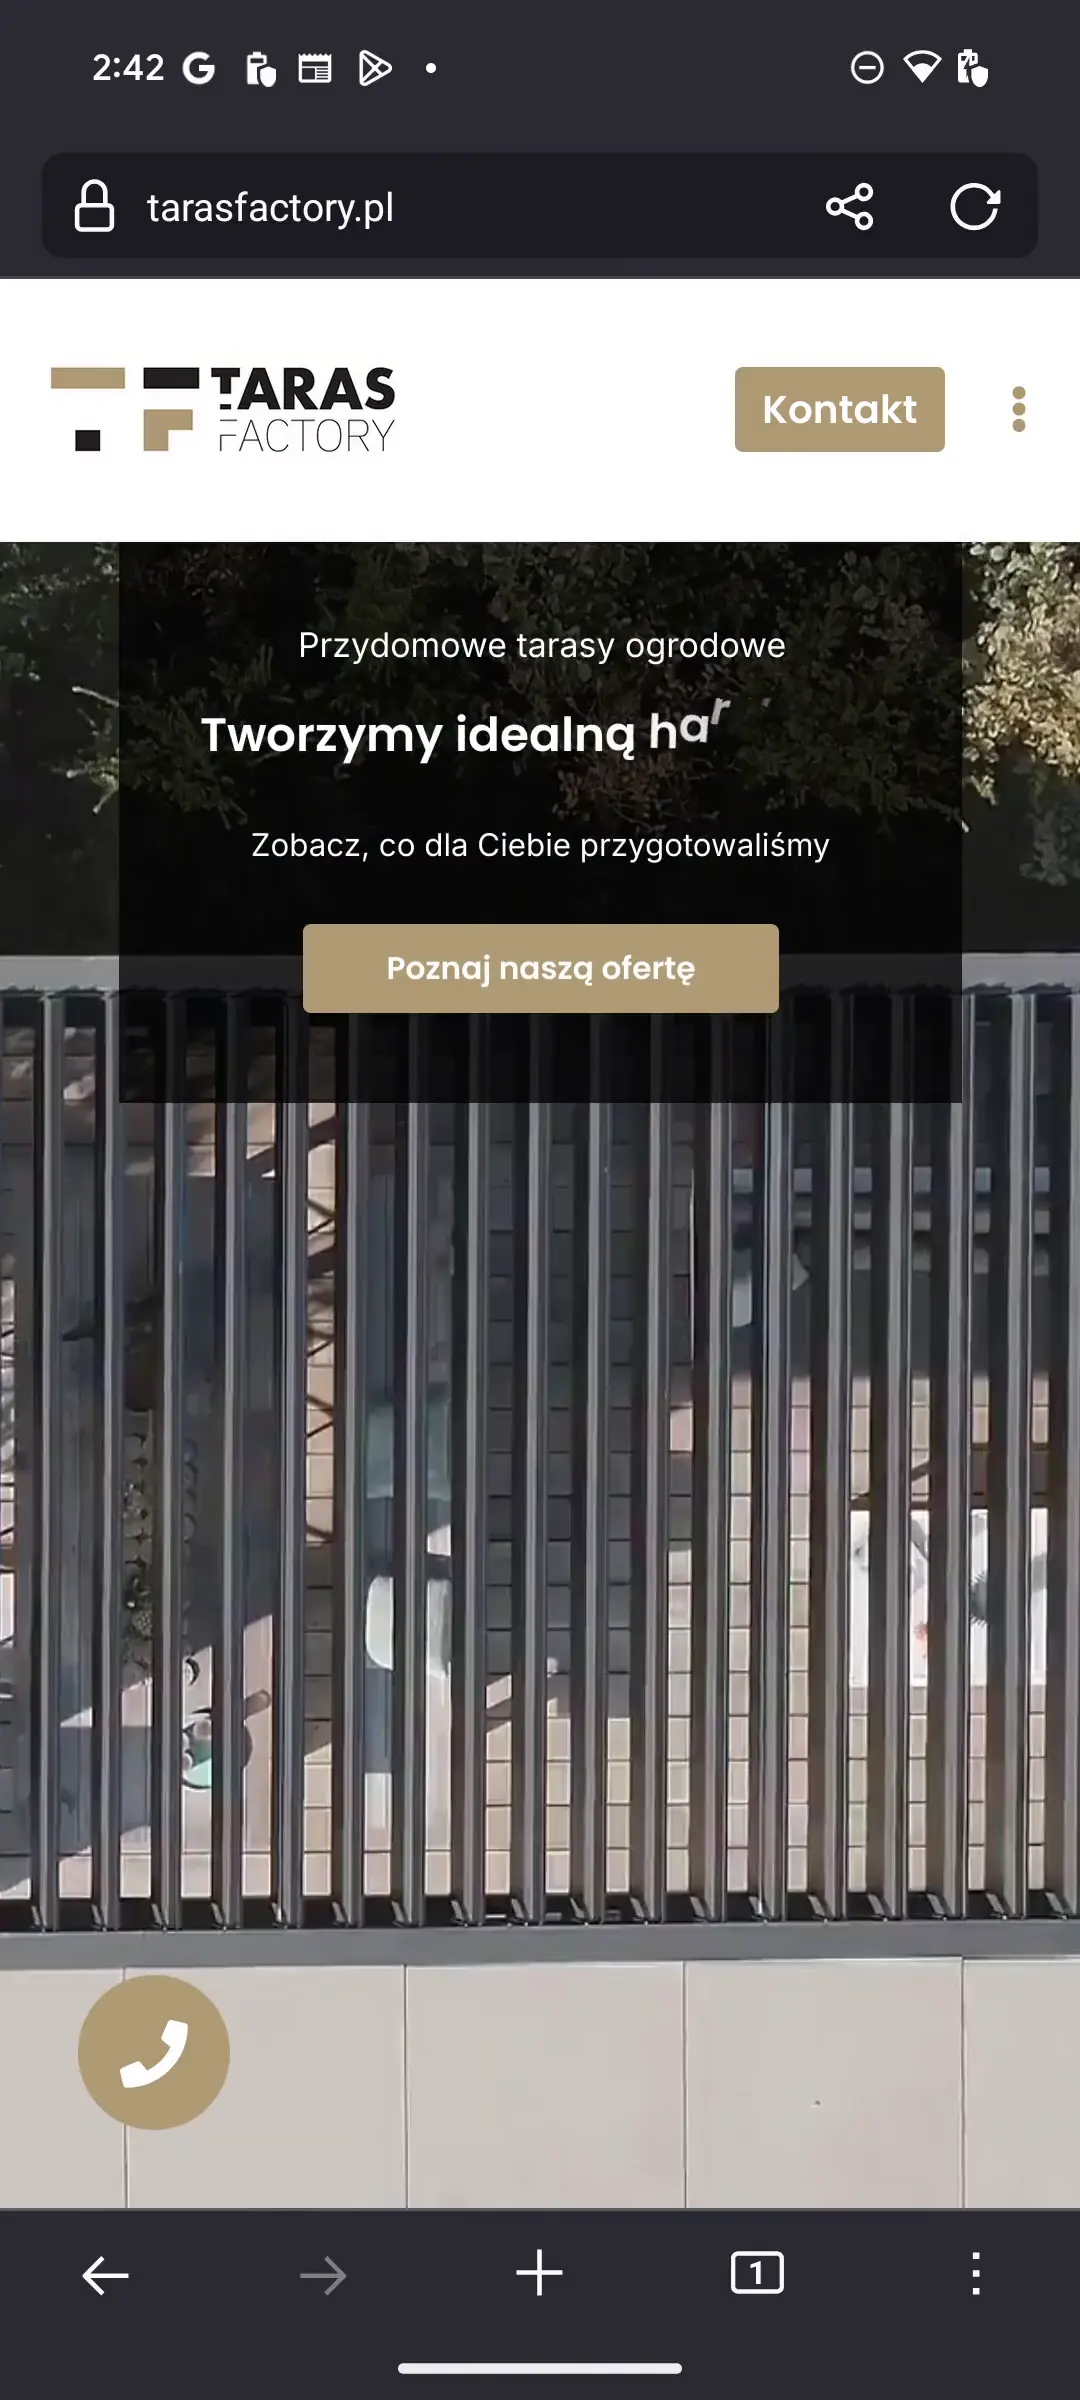 2:42
tarasfactory.pl
TARAS
FACTORY
Kontakt
Przydomowe tarasy ogrodowe
Tworzymy idealną har
Zobacz, co dla Ciebie przygotowaliśmy
Poznaj naszą ofertę
1